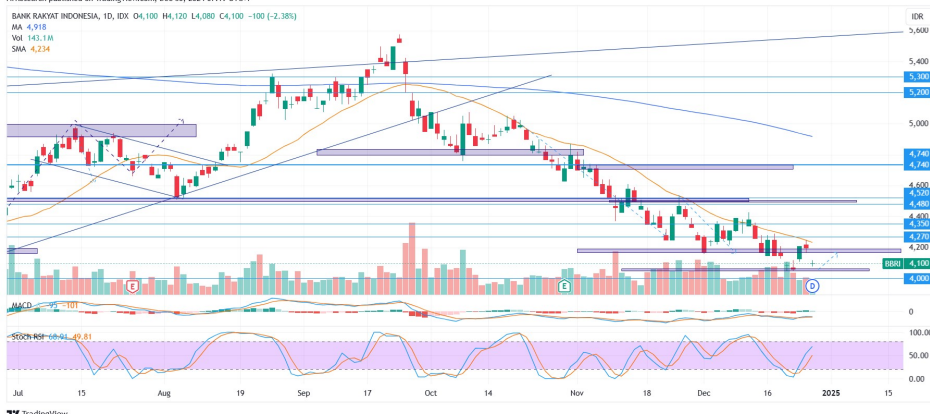 BANK RAKYAT INDONESIA, 1D, IDX O4,100 H4,120 L4,080 C4,100 −100 (−2.38%)
MA 4,918
Vol 143.1M
SMA 4,234
IDR
5,600
5,400
5,300
5,200
5,000
4,740
4,740
4,600
4,520
4,480
4,400
4,350
4,270
4,200
BBRI 4,100
4,000
E
E
D
MACD −95 −101
0
Stoch RSI 68.91 49.81
100.00
50.00
0.00
Jul Aug Sep 17 Oct 14 Nov 18 Dec 16 2025 15
TradingView